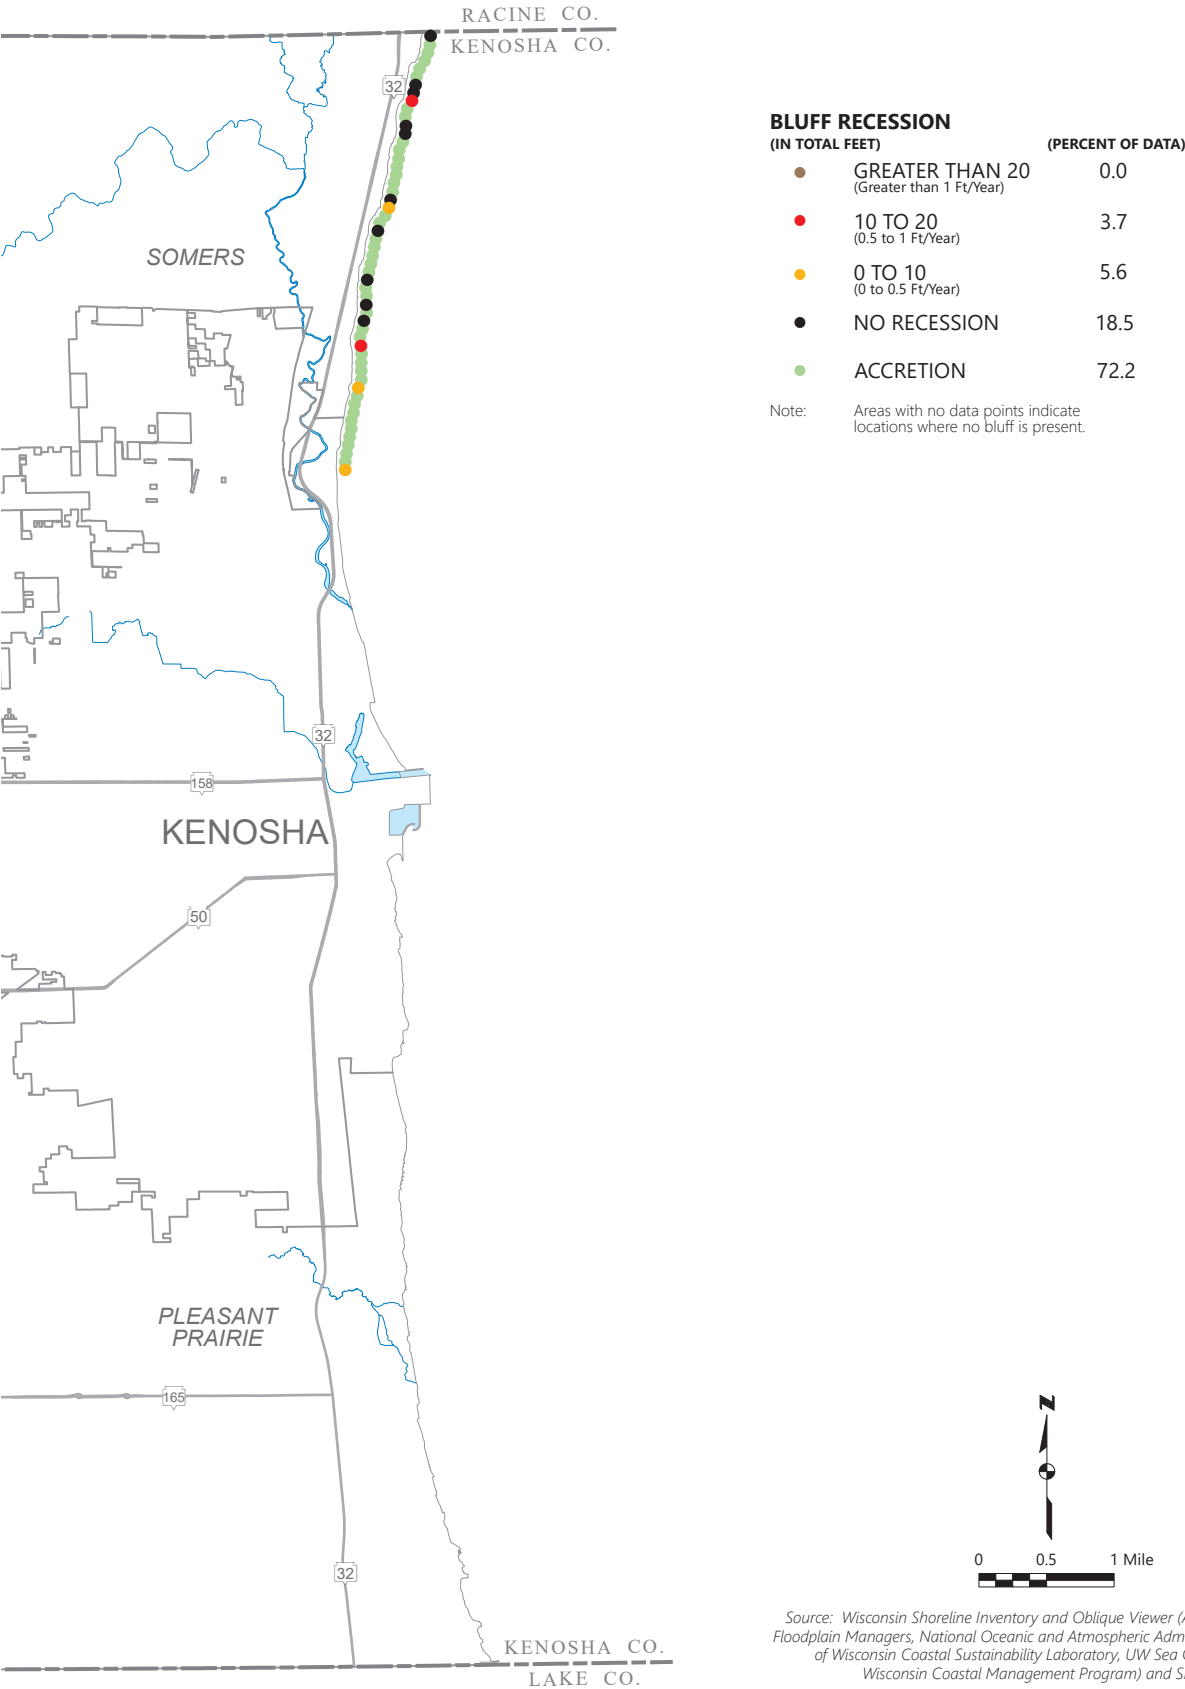 RACINE CO.
KENOSHA CO.
32
SOMERS
32
158
KENOSHA
50
PLEASANT
PRAIRIE
165
32
KENOSHA CO.
LAKE CO.
BLUFF RECESSION
(IN TOTAL FEET) (PERCENT OF DATA)
GREATER THAN 20 0.0
(Greater than 1 Ft/Year)
10 TO 20 3.7
(0.5 to 1 Ft/Year)
0 TO 10 5.6
(0 to 0.5 Ft/Year)
NO RECESSION 18.5
ACCRETION 72.2
Note: Areas with no data points indicate
locations where no bluff is present.
N
0 0.5 1 Mile
Source: Wisconsin Shoreline Inventory and Oblique Viewer (
Floodplain Managers, National Oceanic and Atmospheric Adm
of Wisconsin Coastal Sustainability Laboratory, UW Sea
Wisconsin Coastal Management Program) and